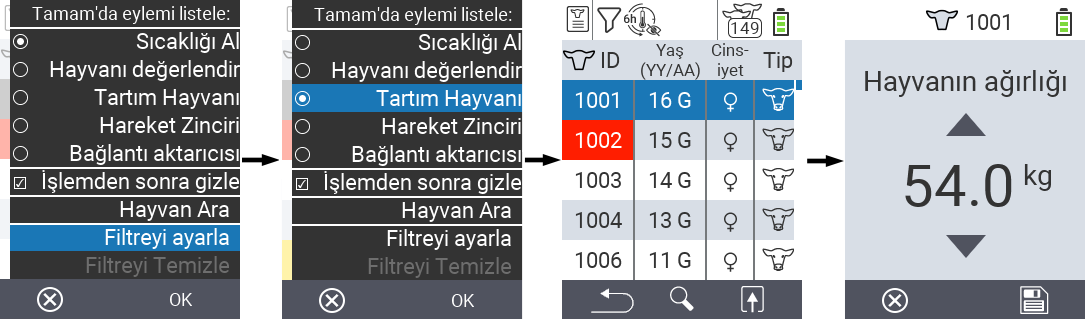 Tamam'da eylemi listele:
Sıcaklığı Al
Hayvanı değerlendir
Tartım Hayvanı
Hareket Zinciri
Bağlantı aktarıcısı
İşlemden sonra gizle
Hayvan Ara
Filtreyi ayarla
Filtreyi Temizle
OK
Tamam'da eylemi listele:
Sıcaklığı Al
Hayvanı değerlendir
Tartım Hayvanı
Hareket Zinciri
Bağlantı aktarıcısı
İşlemden sonra gizle
Hayvan Ara
Filtreyi ayarla
Filtreyi Temizle
OK
6h 149
ID Yaş (YY/AA) Cins-iyet Tip
1001 16 G ♀
1002 15 G ♀
1003 14 G ♀
1004 13 G ♀
1006 11 G ♀
1001
Hayvanın ağırlığı
54.0 kg